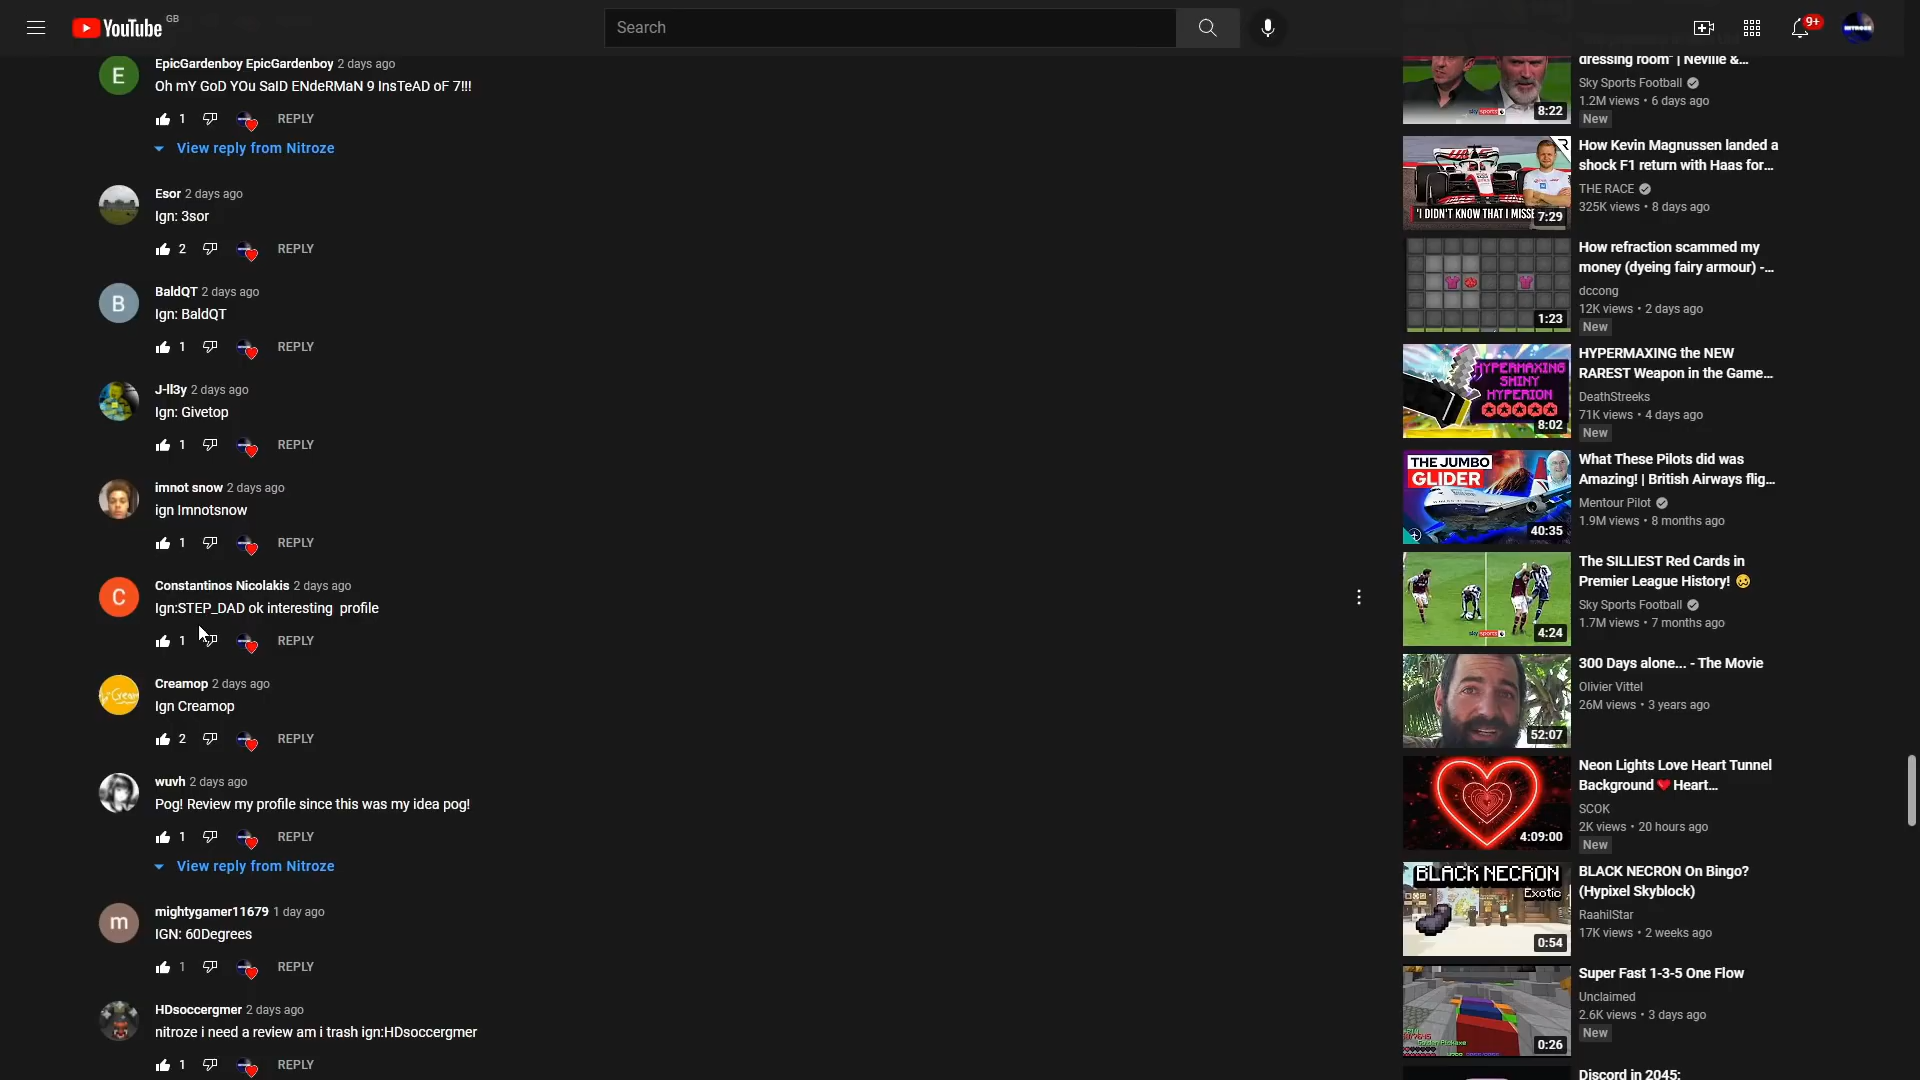 YouTube GB
Search
9+
EpicGardenboy EpicGardenboy 2 days ago
Oh mY GoD YOu SaID ENdeRMaN 9 InsTeAD oF 7!!!
1 REPLY
View reply from Nitroze
Esor 2 days ago
Ign: 3sor
2 REPLY
BaldQT 2 days ago
Ign: BaldQT
1 REPLY
J-ll3y 2 days ago
Ign: Givetop
1 REPLY
imnot snow 2 days ago
ign Imnotsnow
1 REPLY
Constantinos Nicolakis 2 days ago
Ign:STEP_DAD ok interesting profile
1 REPLY
Creamop 2 days ago
Ign Creamop
2 REPLY
wuvh 2 days ago
Pog! Review my profile since this was my idea pog!
1 REPLY
View reply from Nitroze
mightygamer11679 1 day ago
IGN: 60Degrees
1 REPLY
HDsoccergmer 2 days ago
nitroze i need a review am i trash ign:HDsoccergmer
1 REPLY
dressing room" | Neville &...
Sky Sports Football
1.2M views • 6 days ago
New
8:22
How Kevin Magnussen landed a
shock F1 return with Haas for...
THE RACE
325K views • 8 days ago
'I DIDN'T KNOW THAT I MISSE
7:29
How refraction scammed my
money (dyeing fairy armour) -...
dccong
12K views • 2 days ago
New
1:23
HYPERMAXING the NEW
RAREST Weapon in the Game...
DeathStreeks
71K views • 4 days ago
New
HYPERMAXING
SHINY
HYPERION
8:02
What These Pilots did was
Amazing! | British Airways flig...
Mentour Pilot
1.9M views • 8 months ago
THE JUMBO
GLIDER
40:35
The SILLIEST Red Cards in
Premier League History! 🤕
Sky Sports Football
1.7M views • 7 months ago
sky sports
4:24
300 Days alone... - The Movie
Olivier Vittel
26M views • 3 years ago
52:07
Neon Lights Love Heart Tunnel
Background ❤️ Heart...
SCOK
2K views • 20 hours ago
New
4:09:00
BLACK NECRON On Bingo?
(Hypixel Skyblock)
RaahilStar
17K views • 2 weeks ago
BLACK NECRON
Exotic
0:54
Super Fast 1-3-5 One Flow
Unclaimed
2.6K views • 3 days ago
New
0:26
Discord in 2045: